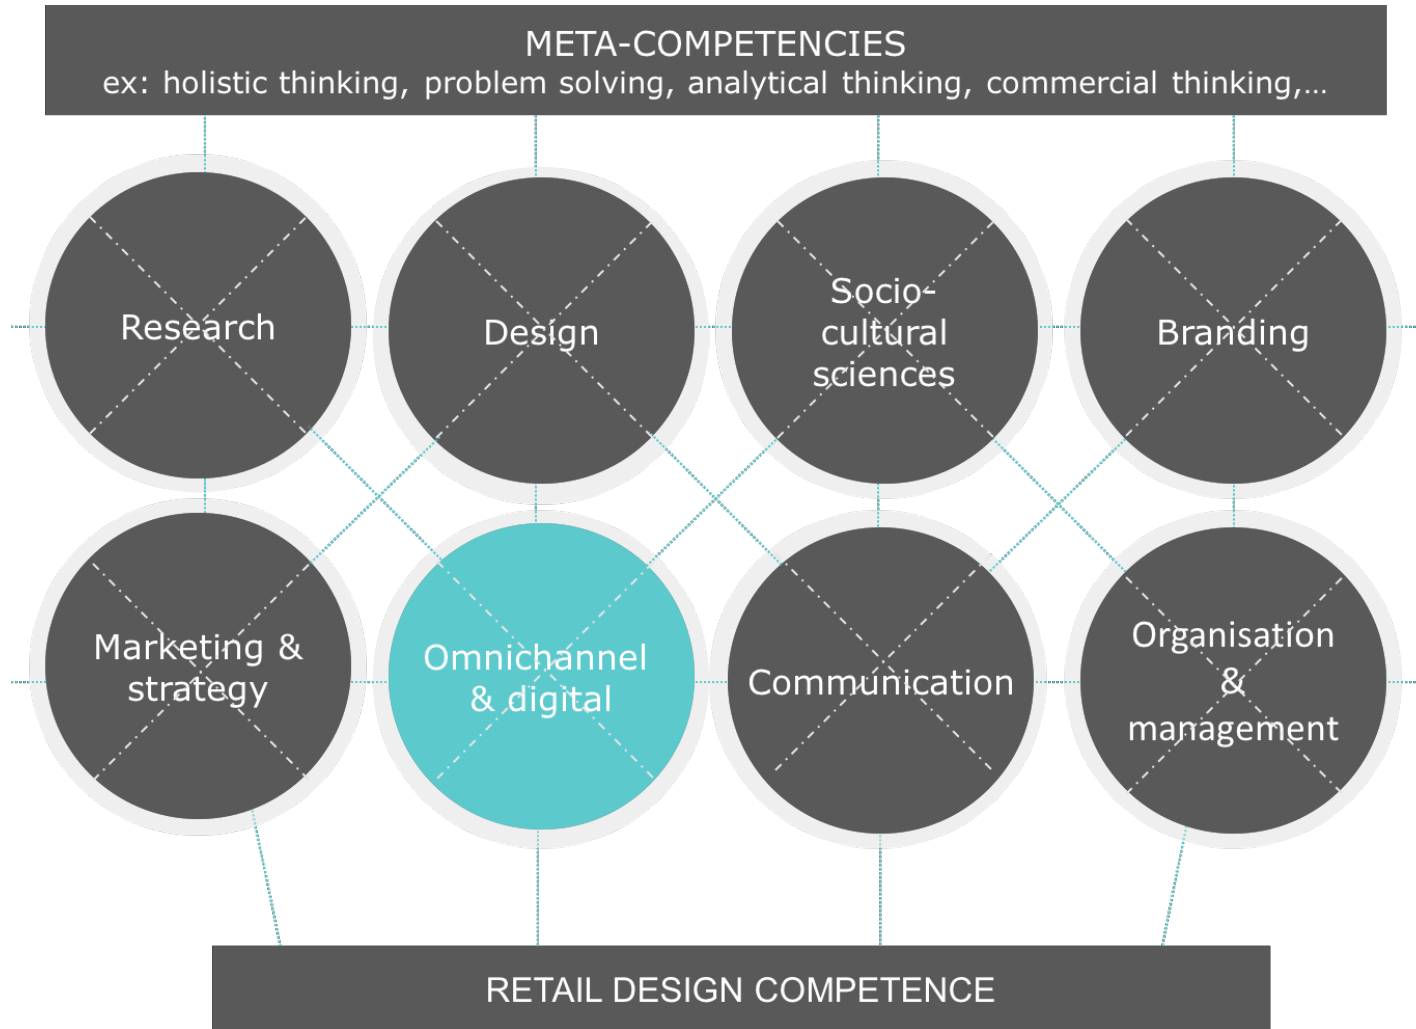 META-COMPETENCIES
ex: holistic thinking, problem solving, analytical thinking, commercial thinking,...
Research
Design
Socio-
cultural
sciences
Branding
Marketing &
strategy
Omnichannel
& digital
Communication
Organisation
&
management
RETAIL DESIGN COMPETENCE